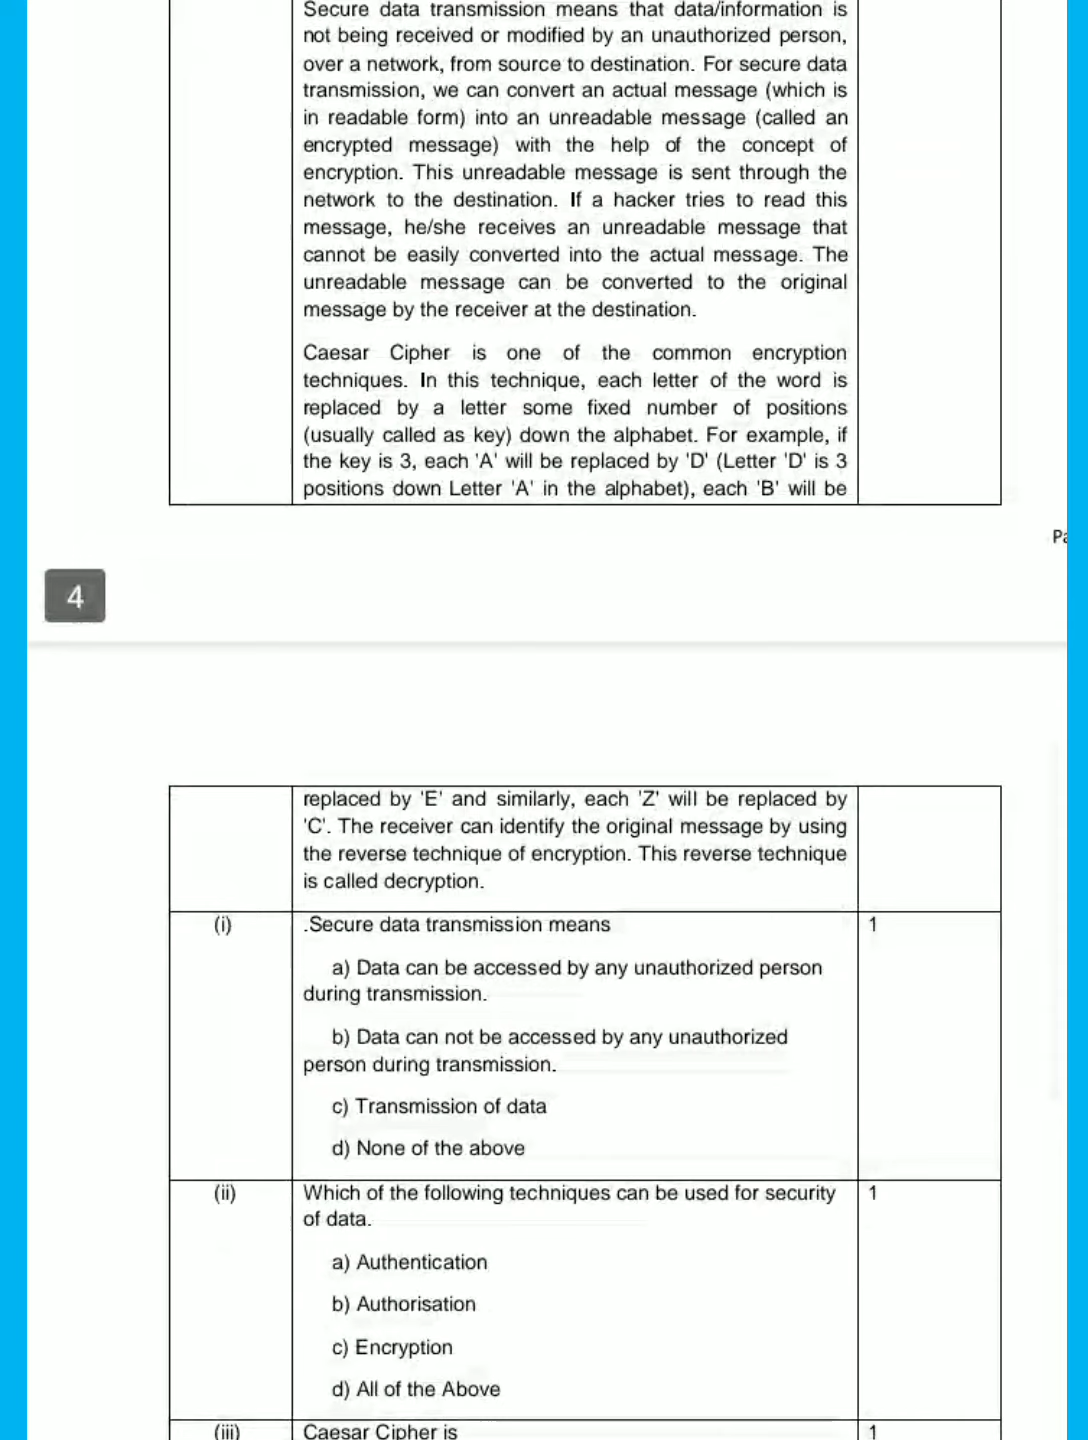 Secure data transmission means that data/information is
not being received or modified by an unauthorized person,
over a network, from source to destination. For secure data
transmission, we can convert an actual message (which is
in readable form) into an unreadable message (called an
encrypted message) with the help of the concept of
encryption. This unreadable message is sent through the
network to the destination. If a hacker tries to read this
message, he/she receives an unreadable message that
cannot be easily converted into the actual message. The
unreadable message can be converted to the original
message by the receiver at the destination.
Caesar Cipher is one of the common encryption
techniques. In this technique, each letter of the word is
replaced by a letter some fixed number of positions
(usually called as key) down the alphabet. For example, if
the key is 3, each 'A' will be replaced by 'D' (Letter 'D' is 3
positions down Letter 'A' in the alphabet), each 'B' will be
4
replaced by 'E' and similarly, each 'Z' will be replaced by
'C'. The receiver can identify the original message by using
the reverse technique of encryption. This reverse technique
is called decryption.
(i) .Secure data transmission means 1
a) Data can be accessed by any unauthorized person
during transmission.
b) Data can not be accessed by any unauthorized
person during transmission.
c) Transmission of data
d) None of the above
(ii) Which of the following techniques can be used for security 1
of data.
a) Authentication
b) Authorisation
c) Encryption
d) All of the Above
(iii) Caesar Cipher is 1